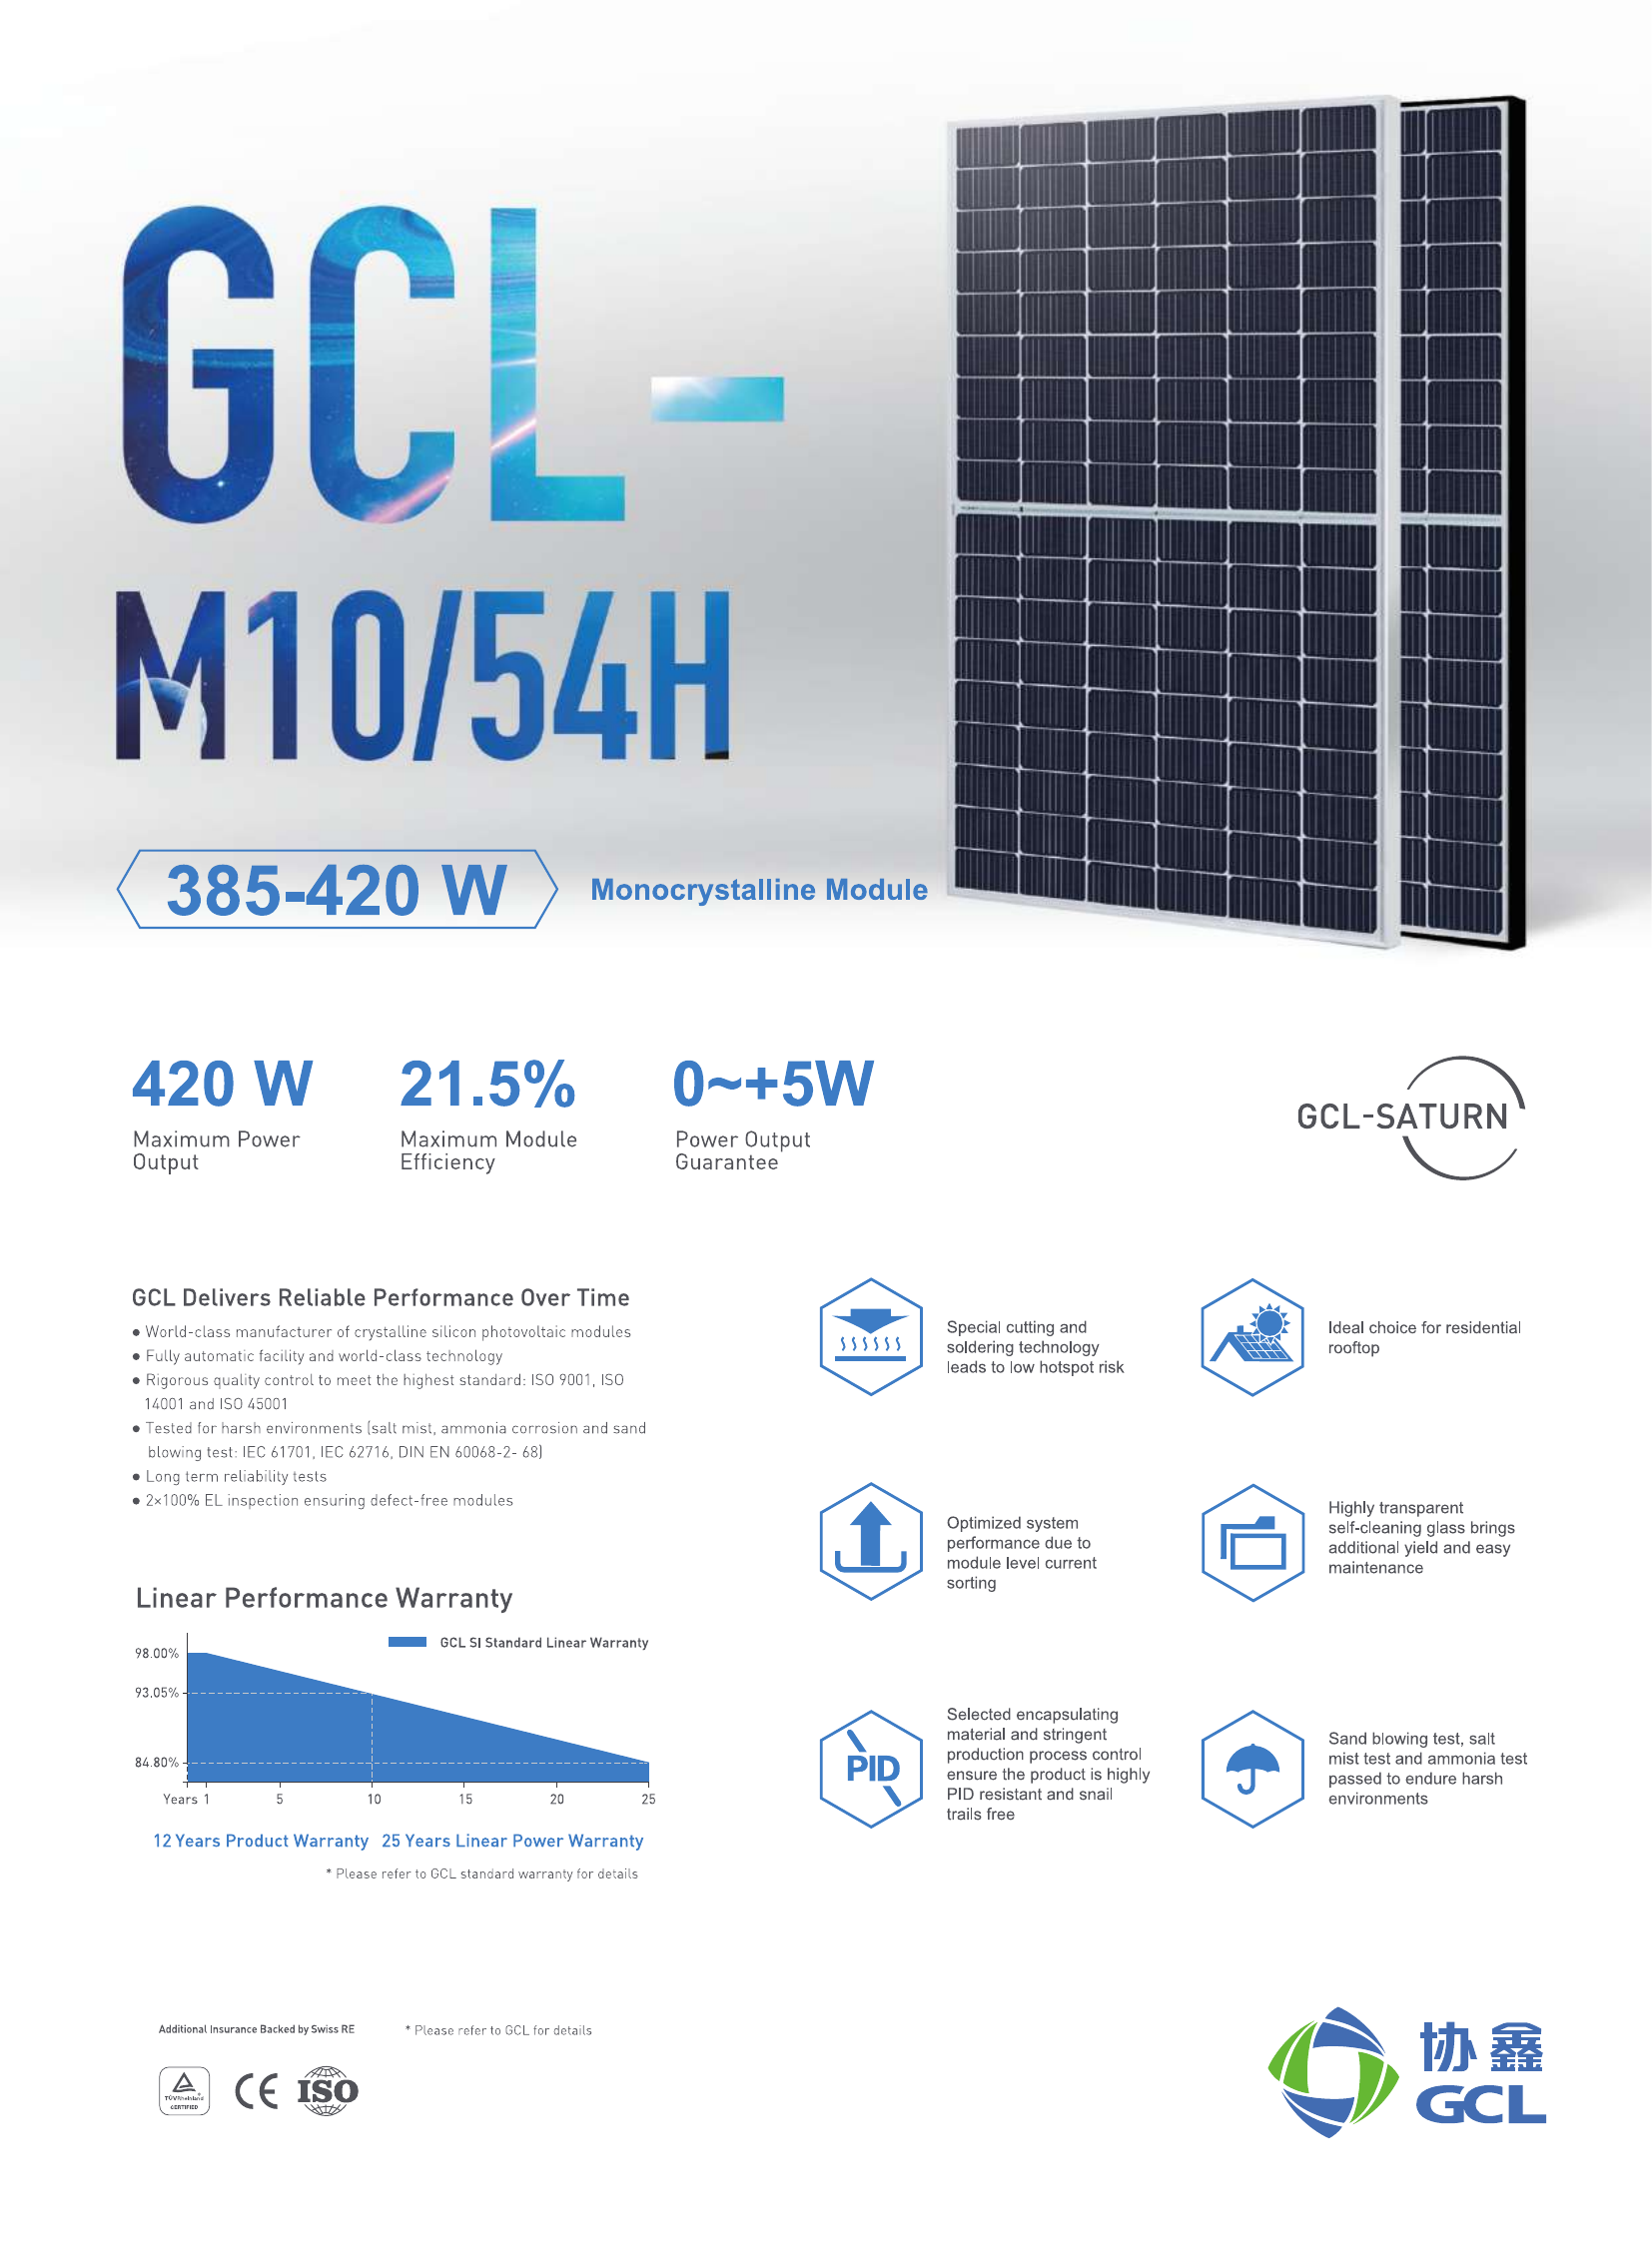 GCL-
M10/54H
385-420 W
Monocrystalline Module
420 W
Maximum Power
Output
21.5%
Maximum Module
Efficiency
0~+5W
Power Output
Guarantee
GCL-SATURN
GCL Delivers Reliable Performance Over Time
● World-class manufacturer of crystalline silicon photovoltaic modules
● Fully automatic facility and world-class technology
● Rigorous quality control to meet the highest standard: ISO 9001, ISO
14001 and ISO 45001
● Tested for harsh environments (salt mist, ammonia corrosion and sand
blowing test: IEC 61701, IEC 62716, DIN EN 60068-2- 68)
● Long term reliability tests
● 2×100% EL inspection ensuring defect-free modules
Linear Performance Warranty
GCL SI Standard Linear Warranty
98.00%
93.05%
84.80%
Years 1 5 10 15 20 25
12 Years Product Warranty 25 Years Linear Power Warranty
* Please refer to GCL standard warranty for details
Special cutting and
soldering technology
leads to low hotspot risk
Ideal choice for residential
rooftop
Optimized system
performance due to
module level current
sorting
Highly transparent
self-cleaning glass brings
additional yield and easy
maintenance
PID
Selected encapsulating
material and stringent
production process control
ensure the product is highly
PID resistant and snail
trails free
Sand blowing test, salt
mist test and ammonia test
passed to endure harsh
environments
Additional Insurance Backed by Swiss RE
* Please refer to GCL for details
TÜVRheinland
CERTIFIED
CE
ISO
协鑫
GCL